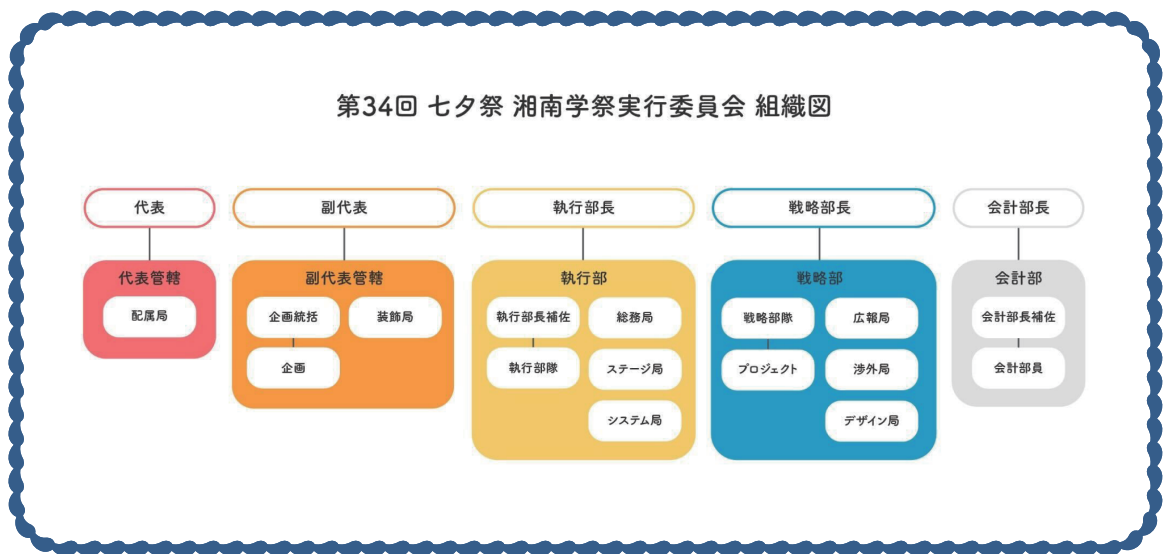 第34回 七夕祭 湘南学祭実行委員会 組織図
代表
副代表
執行部長
戦略部長
会計部長
代表管轄
配属局
副代表管轄
企画統括
装飾局
企画
執行部
執行部長補佐
総務局
執行部隊
ステージ局
システム局
戦略部
戦略部隊
広報局
プロジェクト
渉外局
デザイン局
会計部
会計部長補佐
会計部員